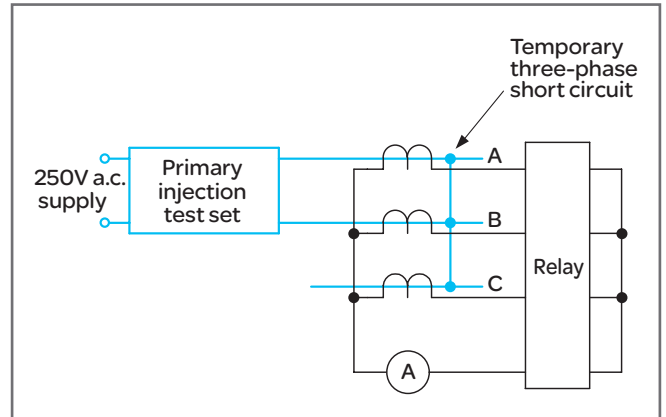 Temporary
three-phase
short circuit
250V a.c.
supply
Primary
injection
test set
A
B
C
Relay
A